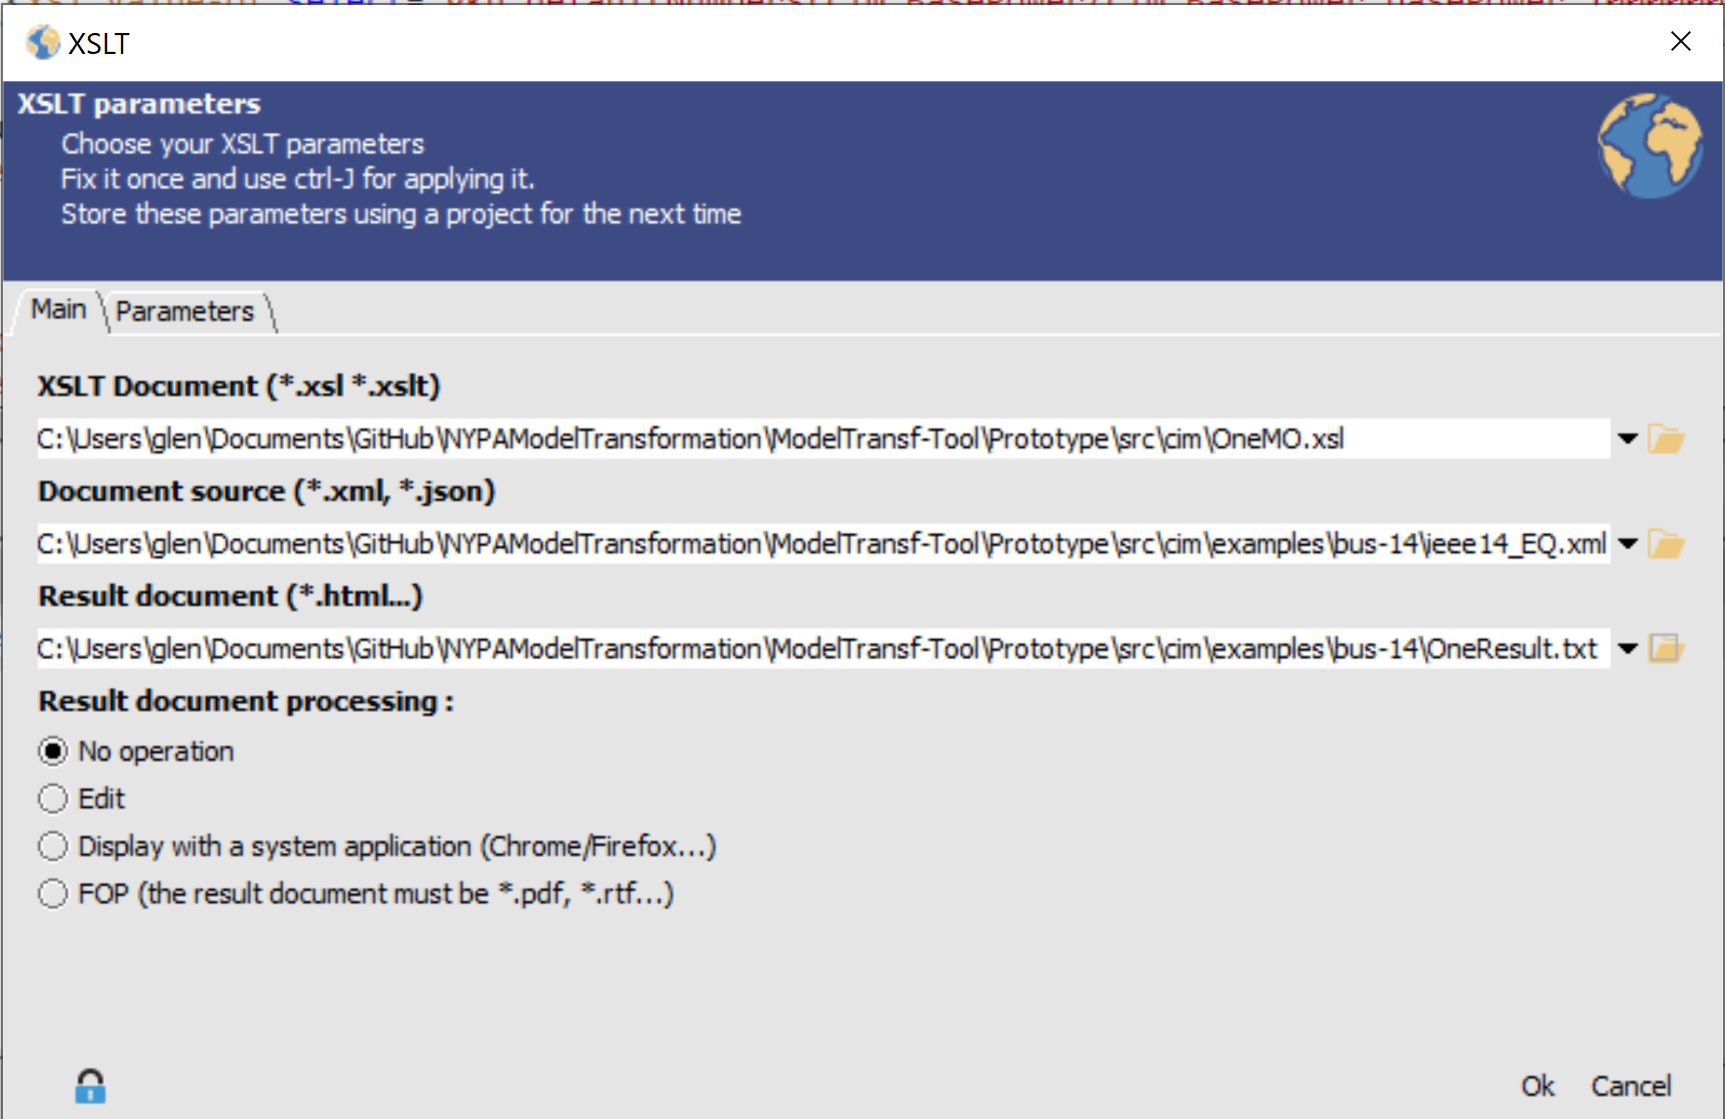 XSLT
XSLT parameters
Choose your XSLT parameters
Fix it once and use ctrl-J for applying it.
Store these parameters using a project for the next time
Main
Parameters
XSLT Document (*.xsl *.xslt)
C:\Users\glen\Documents\GitHub\NYPAModelTransformation\ModelTransf-Tool\Prototype\src\cim\OneMO.xsl
Document source (*.xml, *.json)
C:\Users\glen\Documents\GitHub\NYPAModelTransformation\ModelTransf-Tool\Prototype\src\cim\examples\bus-14\ieee14_EQ.xml
Result document (*.html...)
C:\Users\glen\Documents\GitHub\NYPAModelTransformation\ModelTransf-Tool\Prototype\src\cim\examples\bus-14\OneResult.txt
Result document processing :
No operation
Edit
Display with a system application (Chrome/Firefox...)
FOP (the result document must be *.pdf, *.rtf...)
Ok Cancel